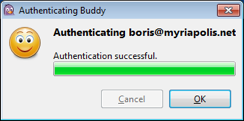 Authenticating Buddy
Authenticating boris@myriapolis.net
Authentication successful.
Cancel OK